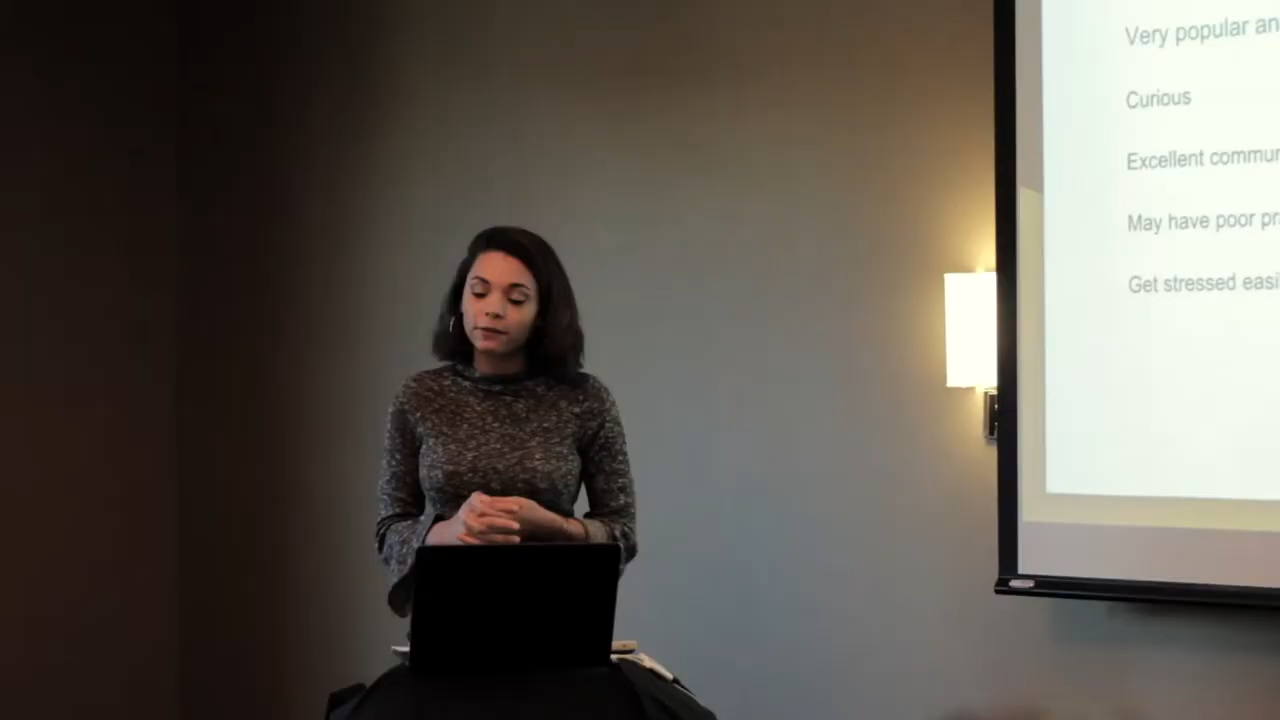 Very popular an
Curious
Excellent commun
May have poor pr
Get stressed easi